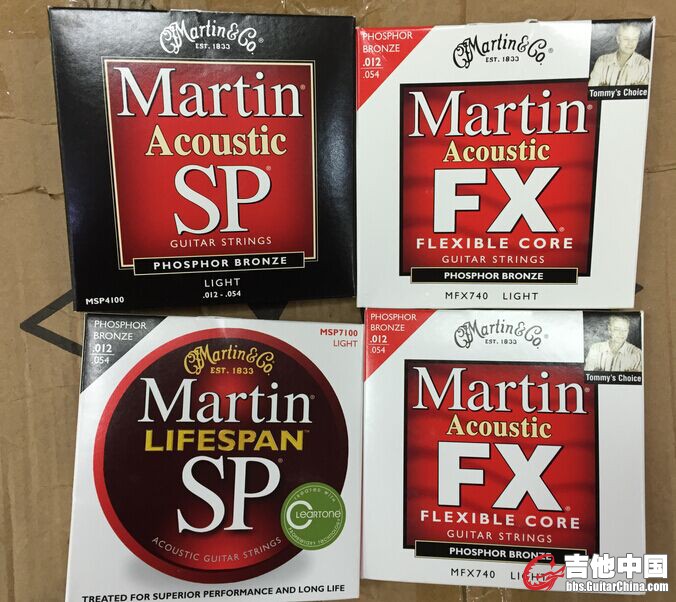 Martin & Co.
EST. 1833
Martin
Acoustic
SP
GUITAR STRINGS
PHOSPHOR BRONZE
LIGHT
MSP4100
.012 - .054
PHOSPHOR
BRONZE
.012
.054
Martin & Co.
EST. 1833
Tommy's Choice
Martin
Acoustic
FX
FLEXIBLE CORE
GUITAR STRINGS
PHOSPHOR BRONZE
MFX740 LIGHT
PHOSPHOR
BRONZE
.012
.054
MSP7100
LIGHT
Martin & Co.
EST. 1833
Martin
LIFESPAN™
SP
CLEARTONE
ACOUSTIC GUITAR STRINGS
TREATED FOR SUPERIOR PERFORMANCE AND LONG LIFE
PHOSPHOR
BRONZE
.012
.054
Martin & Co.
EST. 1833
Tommy's Choice
Martin
Acoustic
FX
FLEXIBLE CORE
GUITAR STRINGS
PHOSPHOR BRONZE
MFX740 LIGHT
吉他中国
bbs.GuitarChina.com